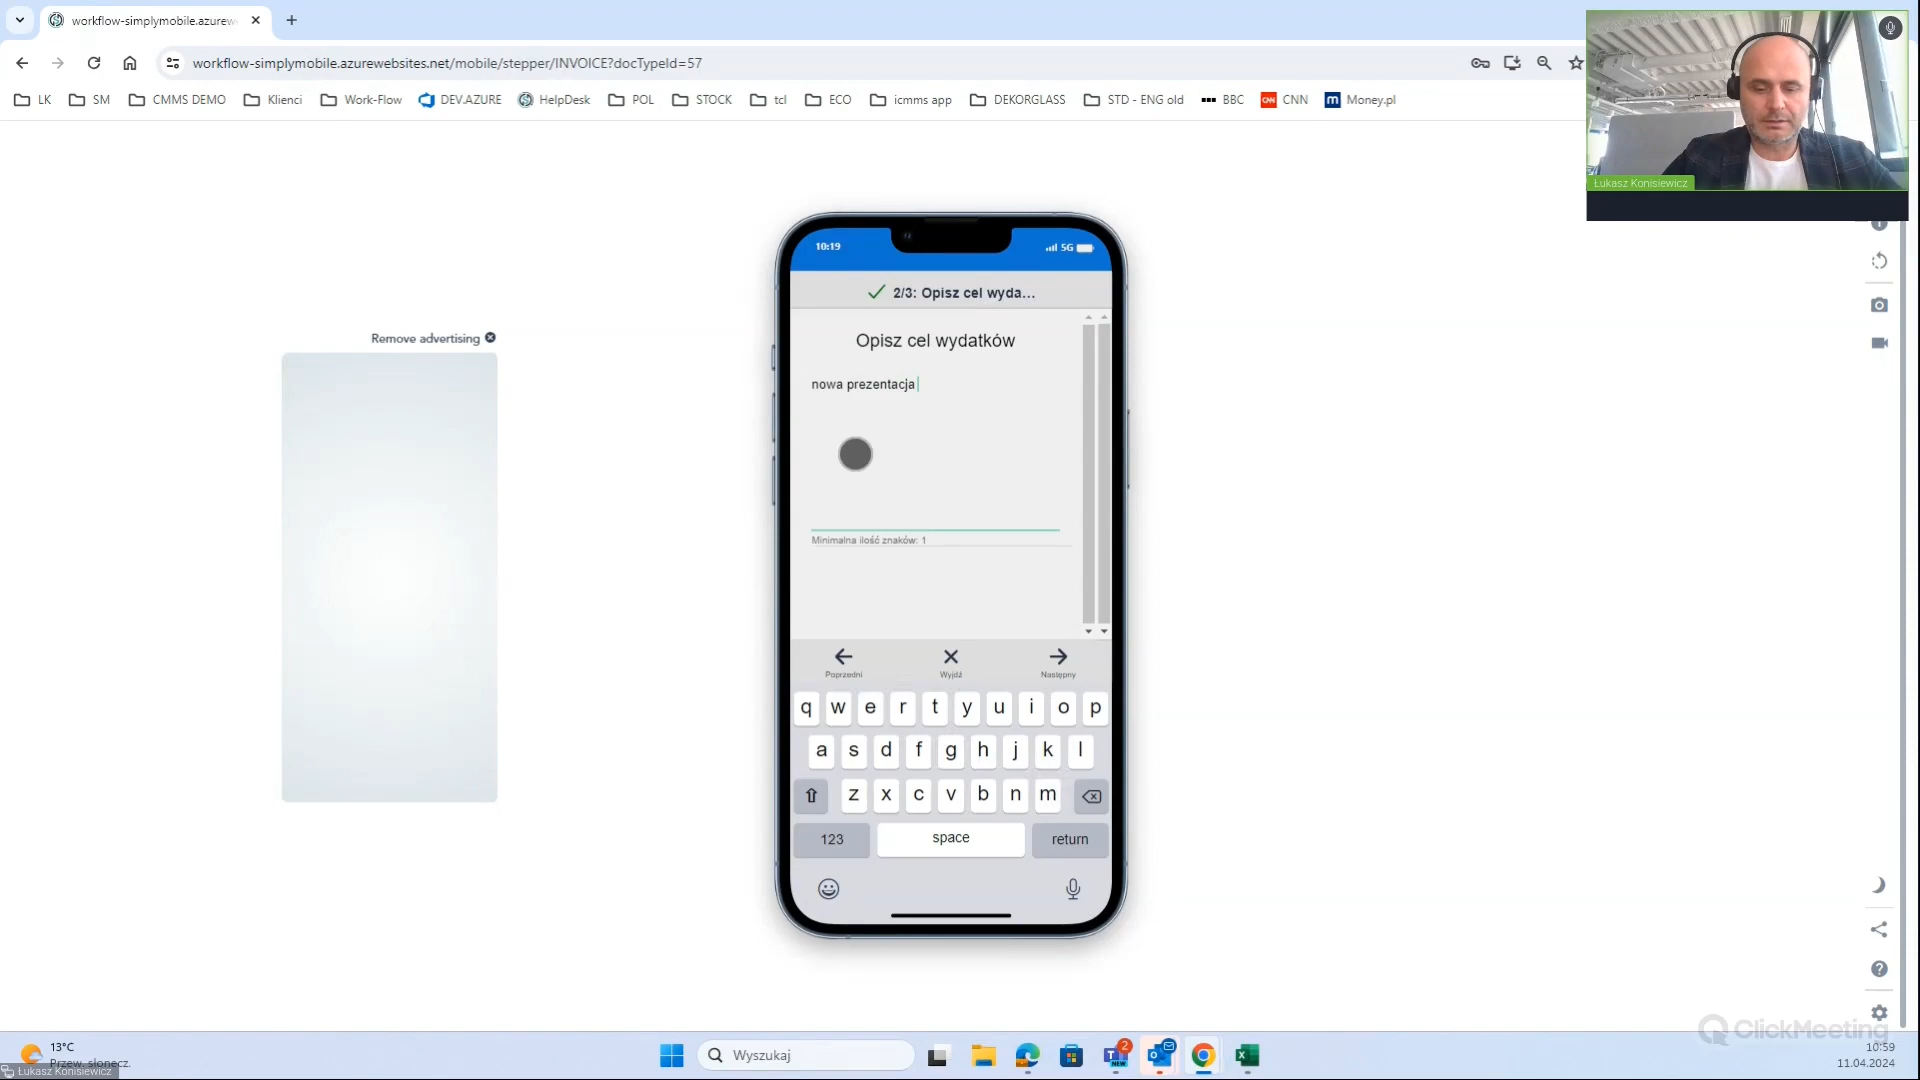 workflow-simplymobile.azurew
workflow-simplymobile.azurewebsites.net/mobile/stepper/INVOICE?docTypeId=57
LK SM CMMS DEMO Klienci Work-Flow DEV.AZURE HelpDesk POL STOCK tcl ECO icmms app DEKORGLASS STD - ENG old BBC CNN Money.pl
Łukasz Konisiewicz
10:19 5G
2/3: Opisz cel wyda...
Remove advertising
Opisz cel wydatków
nowa prezentacja
Minimalna ilość znaków: 1
Poprzedni Wyjdź Następny
q w e r t y u i o p
a s d f g h j k l
z x c v b n m
123 space return
ClickMeeting
13°C
Przew. słonecz.
Łukasz Konisiewicz
Wyszukaj
2
NEW
10:59
11.04.2024